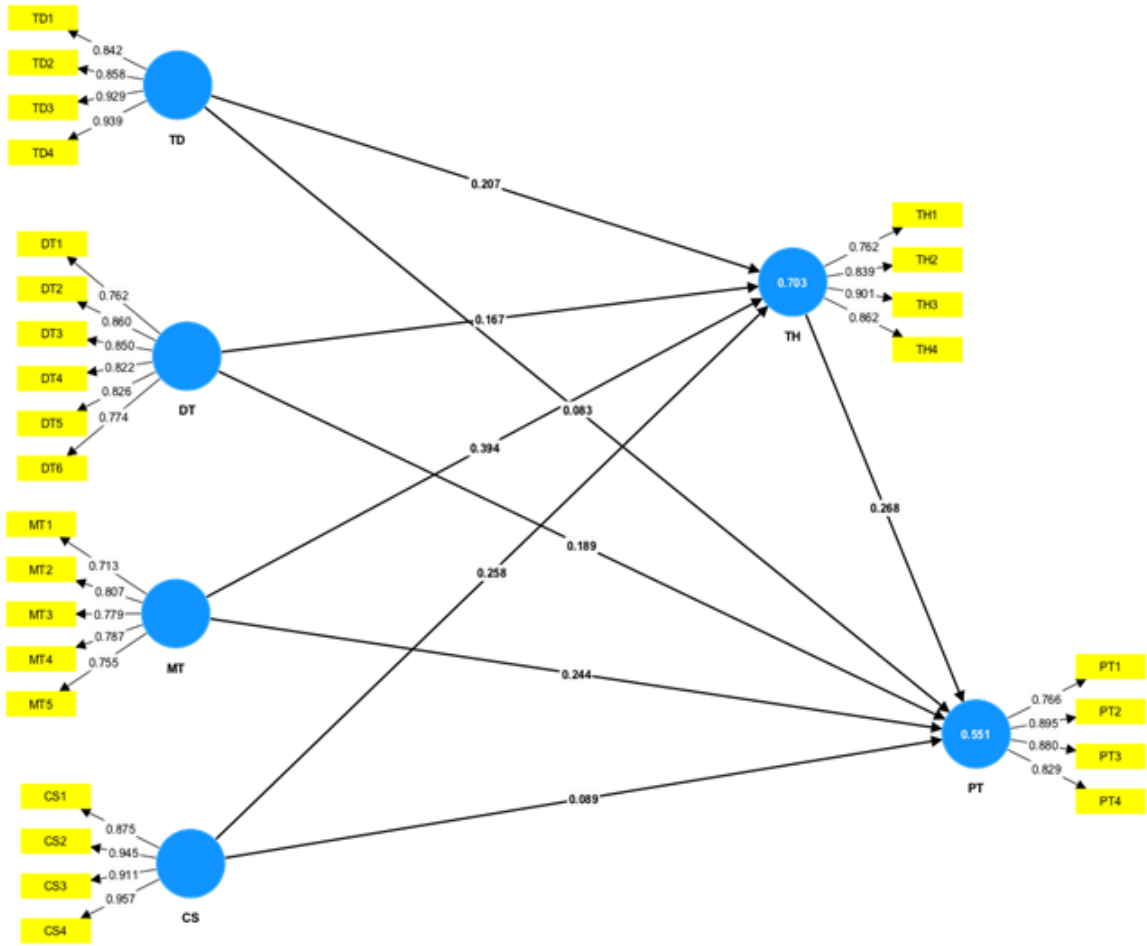 TD1
0.842
TD2
0.858
TD3
0.929
TD4
0.939
TD
0.207
DT1
0.762
DT2
0.860
DT3
0.850
DT4
0.822
DT5
0.826
DT6
0.774
DT
0.167
0.083
0.189
MT1
0.713
MT2
0.807
MT3
0.779
MT4
0.787
MT5
0.755
MT
0.394
0.244
CS1
0.875
CS2
0.945
CS3
0.911
CS4
0.957
CS
0.258
0.089
TH1
0.762
TH2
0.839
TH3
0.901
TH4
0.862
0.703
TH
0.268
PT1
0.766
PT2
0.895
PT3
0.880
PT4
0.829
0.551
PT